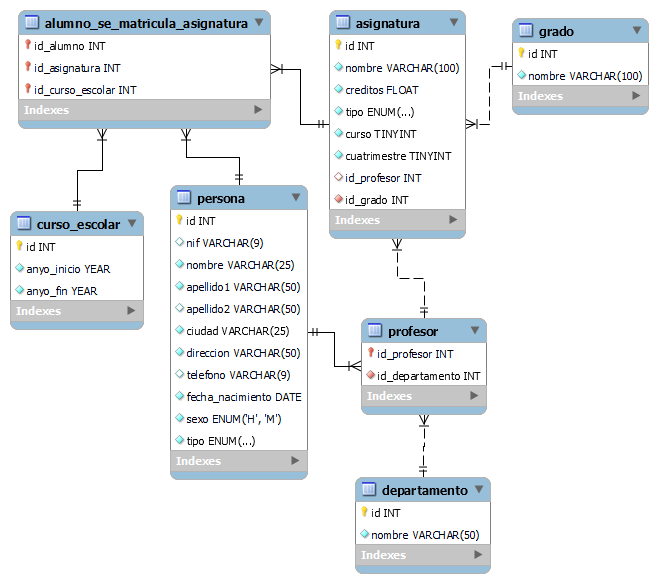 alumno_se_matricula_asignatura
id_alumno INT
id_asignatura INT
id_curso_escolar INT
Indexes
asignatura
id INT
nombre VARCHAR(100)
creditos FLOAT
tipo ENUM(...)
curso TINYINT
cuatrimestre TINYINT
id_profesor INT
id_grado INT
Indexes
grado
id INT
nombre VARCHAR(100)
Indexes
curso_escolar
id INT
anyo_inicio YEAR
anyo_fin YEAR
Indexes
persona
id INT
nif VARCHAR(9)
nombre VARCHAR(25)
apellido1 VARCHAR(50)
apellido2 VARCHAR(50)
ciudad VARCHAR(25)
direccion VARCHAR(50)
telefono VARCHAR(9)
fecha_nacimiento DATE
sexo ENUM('H', 'M')
tipo ENUM(...)
Indexes
profesor
id_profesor INT
id_departamento INT
Indexes
departamento
id INT
nombre VARCHAR(50)
Indexes